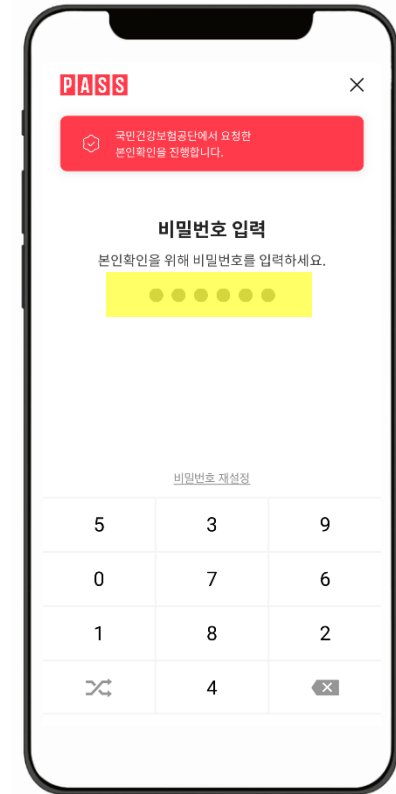 PASS
국민건강보험공단에서 요청한
본인확인을 진행합니다.
비밀번호 입력
본인확인을 위해 비밀번호를 입력하세요.
비밀번호 재설정
5 3 9
0 7 6
1 8 2
4